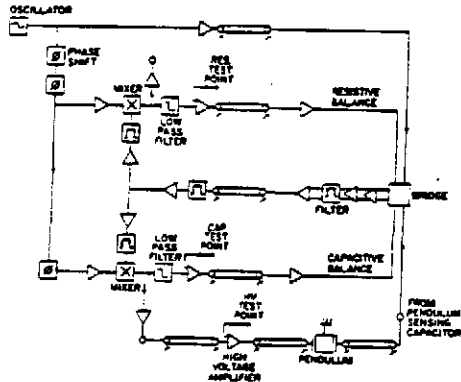 OSCILLATOR
PHASE
SHIFT
MIXER
RES
TEST
POINT
LOW
PASS
FILTER
RESISTIVE
BALANCE
FILTER
BRIDGE
LOW
PASS
FILTER
CAP
TEST
POINT
MIXER
CAPACITIVE
BALANCE
HV
TEST
POINT
HIGH
VOLTAGE
AMPLIFIER
PENDULUM
FROM
PENDULUM
SENSING
CAPACITOR